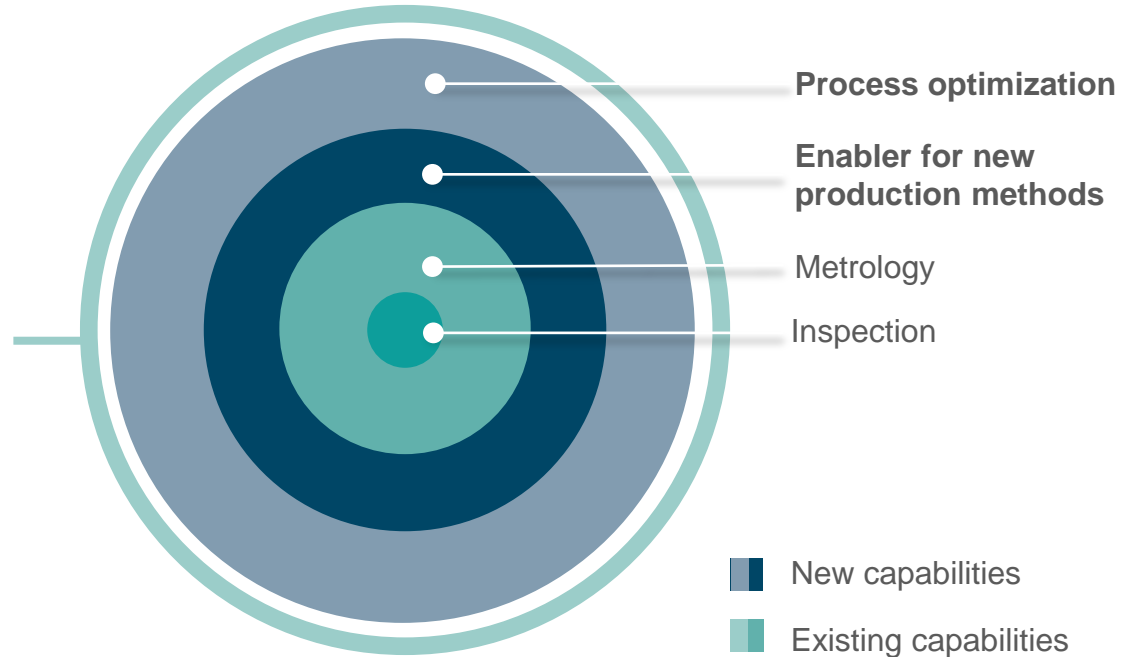 Process optimization
Enabler for new
production methods
Metrology
Inspection
New capabilities
Existing capabilities